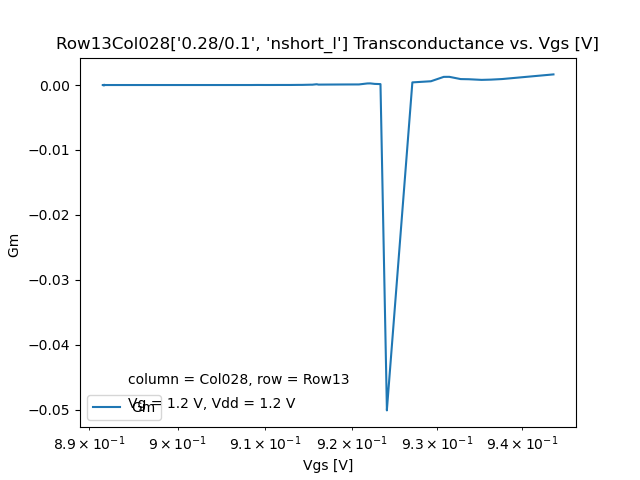 Row13Col028['0.28/0.1', 'nshort_l'] Transconductance vs. Vgs [V]
Gm
0.00
−0.01
−0.02
−0.03
−0.04
−0.05
column = Col028, row = Row13
Vg = 1.2 V, Vdd = 1.2 V
Gm
8.9 × 10⁻¹
9 × 10⁻¹
9.1 × 10⁻¹
9.2 × 10⁻¹
9.3 × 10⁻¹
9.4 × 10⁻¹
Vgs [V]